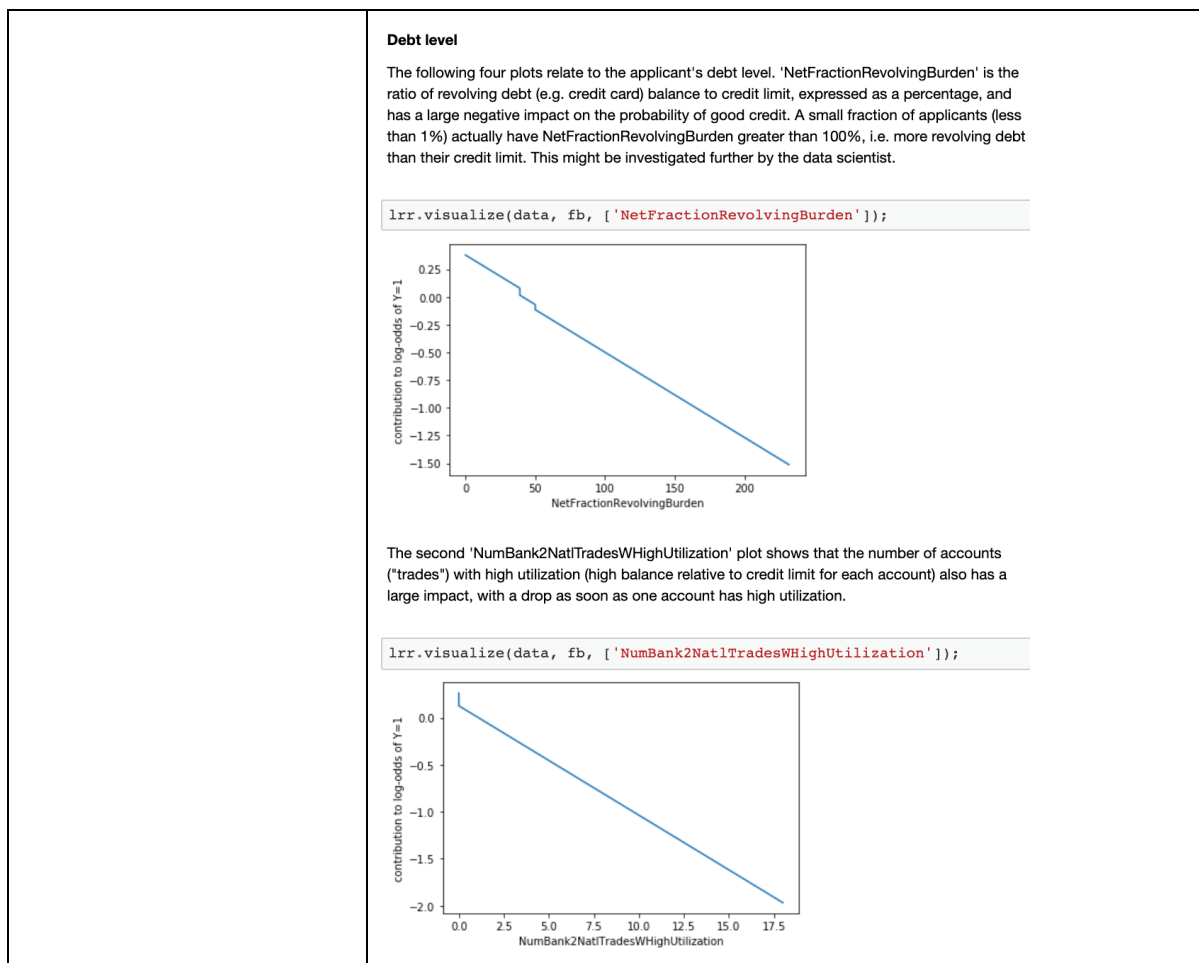 Debt level
The following four plots relate to the applicant's debt level. 'NetFractionRevolvingBurden' is the
ratio of revolving debt (e.g. credit card) balance to credit limit, expressed as a percentage, and
has a large negative impact on the probability of good credit. A small fraction of applicants (less
than 1%) actually have NetFractionRevolvingBurden greater than 100%, i.e. more revolving debt
than their credit limit. This might be investigated further by the data scientist.
lrr.visualize(data, fb, ['NetFractionRevolvingBurden']);
contribution to log-odds of Y=1
0.25
0.00
−0.25
−0.50
−0.75
−1.00
−1.25
−1.50
0 50 100 150 200
NetFractionRevolvingBurden
The second 'NumBank2NatlTradesWHighUtilization' plot shows that the number of accounts
("trades") with high utilization (high balance relative to credit limit for each account) also has a
large impact, with a drop as soon as one account has high utilization.
lrr.visualize(data, fb, ['NumBank2NatlTradesWHighUtilization']);
contribution to log-odds of Y=1
0.0
−0.5
−1.0
−1.5
−2.0
0.0 2.5 5.0 7.5 10.0 12.5 15.0 17.5
NumBank2NatlTradesWHighUtilization